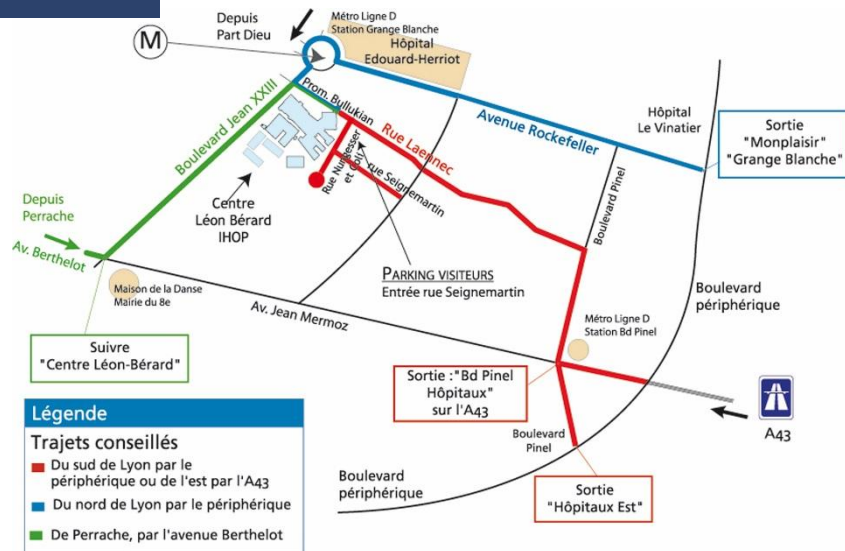 Depuis
Part Dieu
Métro Ligne D
Station Grange Blanche
M
Hôpital
Edouard-Herriot
Prom. Bullukian
Boulevard Jean XXIII
Avenue Rockefeller
Hôpital
Le Vinatier
Sortie
"Monplaisir"
"Grange Blanche"
Rue Laennec
Rue Nungesser
et Coli
rue Seignemartin
Boulevard Pinel
Centre
Léon Bérard
IHOP
Depuis
Perrache
Av. Berthelot
PARKING VISITEURS
Entrée rue Seignemartin
Maison de la Danse
Mairie du 8e
Av. Jean Mermoz
Boulevard
périphérique
Métro Ligne D
Station Bd Pinel
Suivre
"Centre Léon-Bérard"
Sortie :"Bd Pinel
Hôpitaux"
sur l'A43
A43
Boulevard
Pinel
Boulevard
périphérique
Sortie
"Hôpitaux Est"
Légende
Trajets conseillés
Du sud de Lyon par le
périphérique ou de l'est par l'A43
Du nord de Lyon par le périphérique
De Perrache, par l'avenue Berthelot